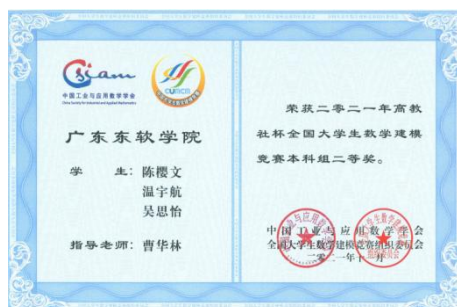 CSIAM
中国工业与应用数学学会
China Society for Industrial and Applied Mathematics
CUMCM
广东东软学院
学 生：陈樱文
温宇航
吴思怡
指导老师：曹华林
荣获二零二一年高教
社杯全国大学生数学建模
竞赛本科组二等奖。
中国工业与应用数学学会
全国大学生数学建模竞赛组织委员会
二零二一年十一月